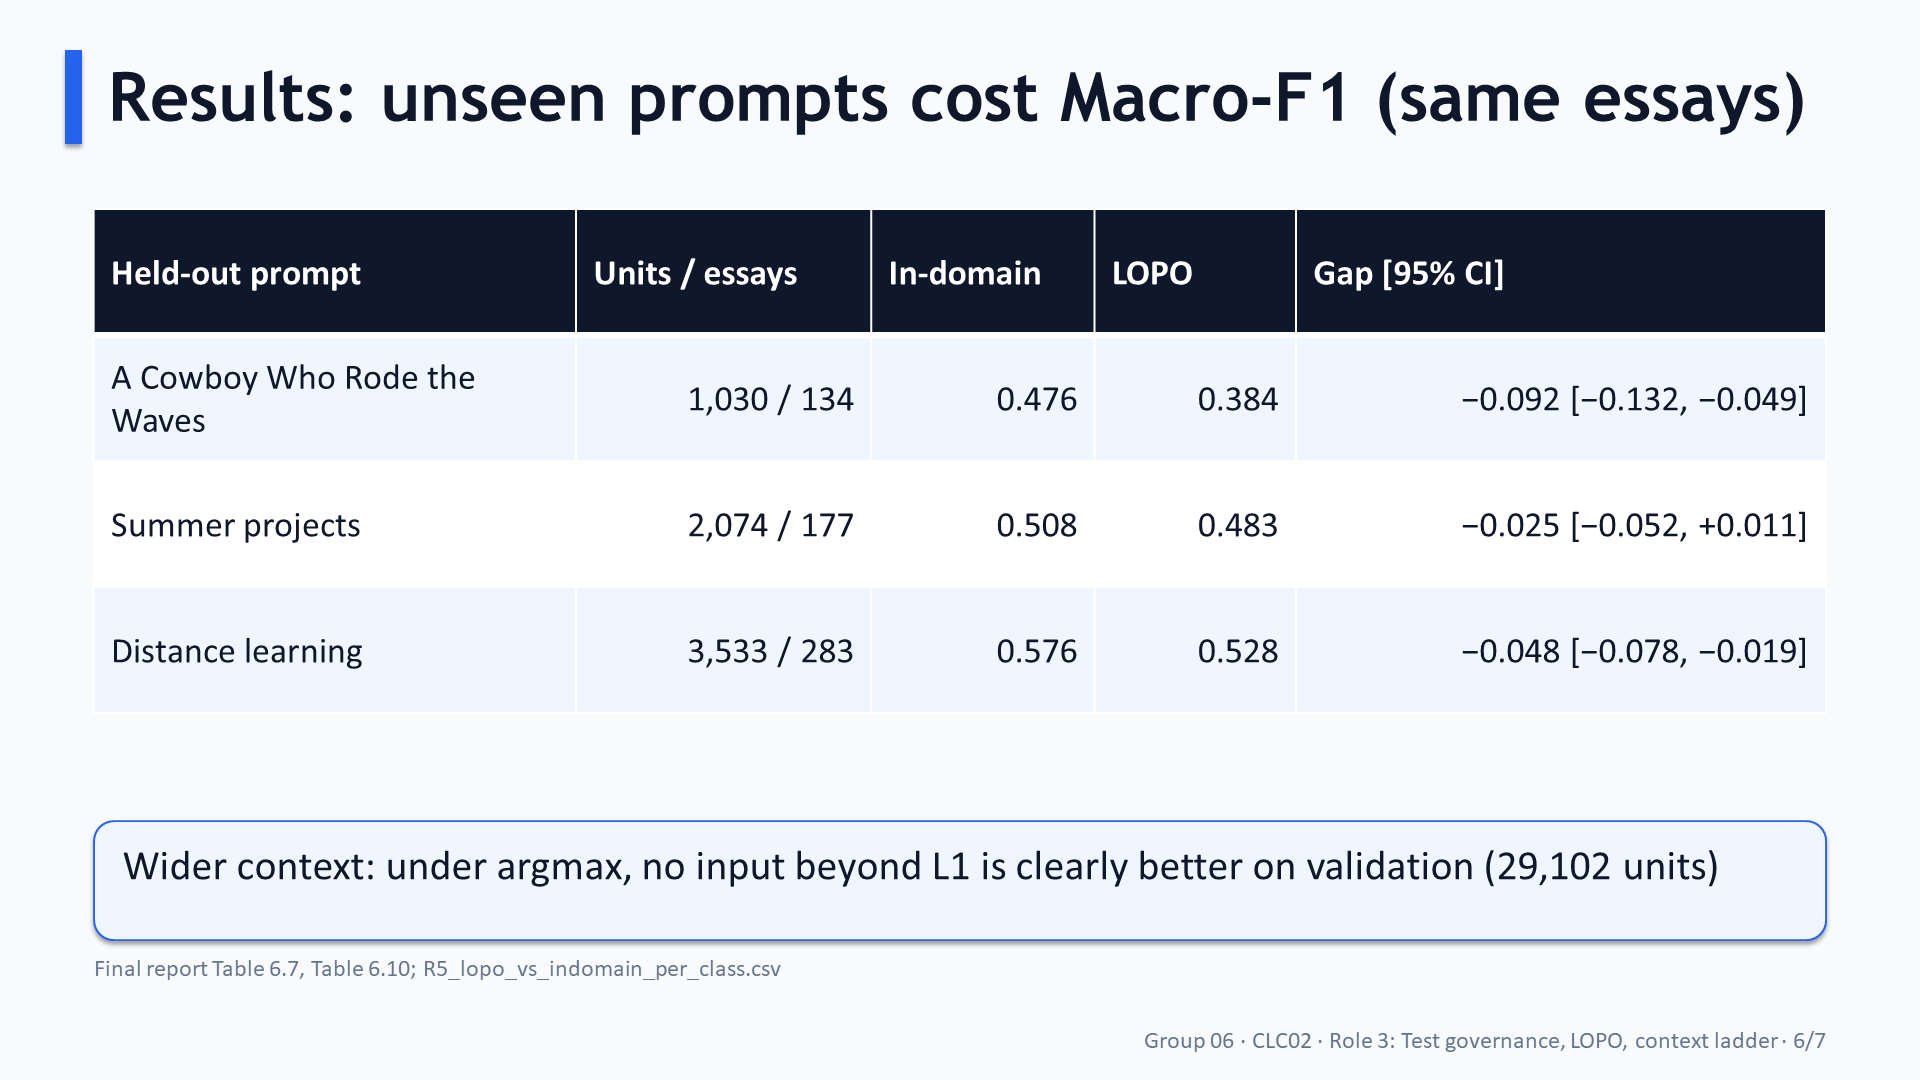 Results: unseen prompts cost Macro-F1 (same essays)
Held-out prompt Units / essays In-domain LOPO Gap [95% CI]
A Cowboy Who Rode the
Waves
1,030 / 134 0.476 0.384 −0.092 [−0.132, −0.049]
Summer projects 2,074 / 177 0.508 0.483 −0.025 [−0.052, +0.011]
Distance learning 3,533 / 283 0.576 0.528 −0.048 [−0.078, −0.019]
Wider context: under argmax, no input beyond L1 is clearly better on validation (29,102 units)
Final report Table 6.7, Table 6.10; R5_lopo_vs_indomain_per_class.csv
Group 06 · CLC02 · Role 3: Test governance, LOPO, context ladder · 6/7